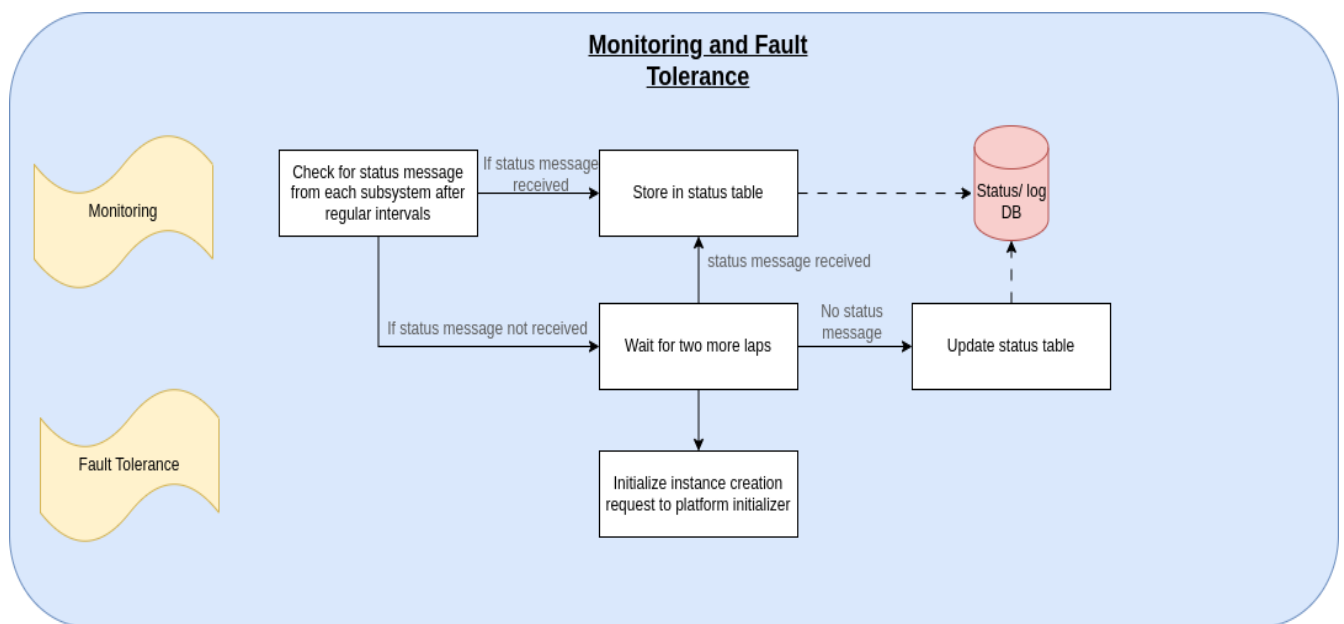 Monitoring and Fault
Tolerance
Monitoring
Check for status message
from each subsystem after
regular intervals
If status message
received
Store in status table
Status/ log
DB
status message received
If status message not received
Wait for two more laps
No status
message
Update status table
Fault Tolerance
Initialize instance creation
request to platform initializer